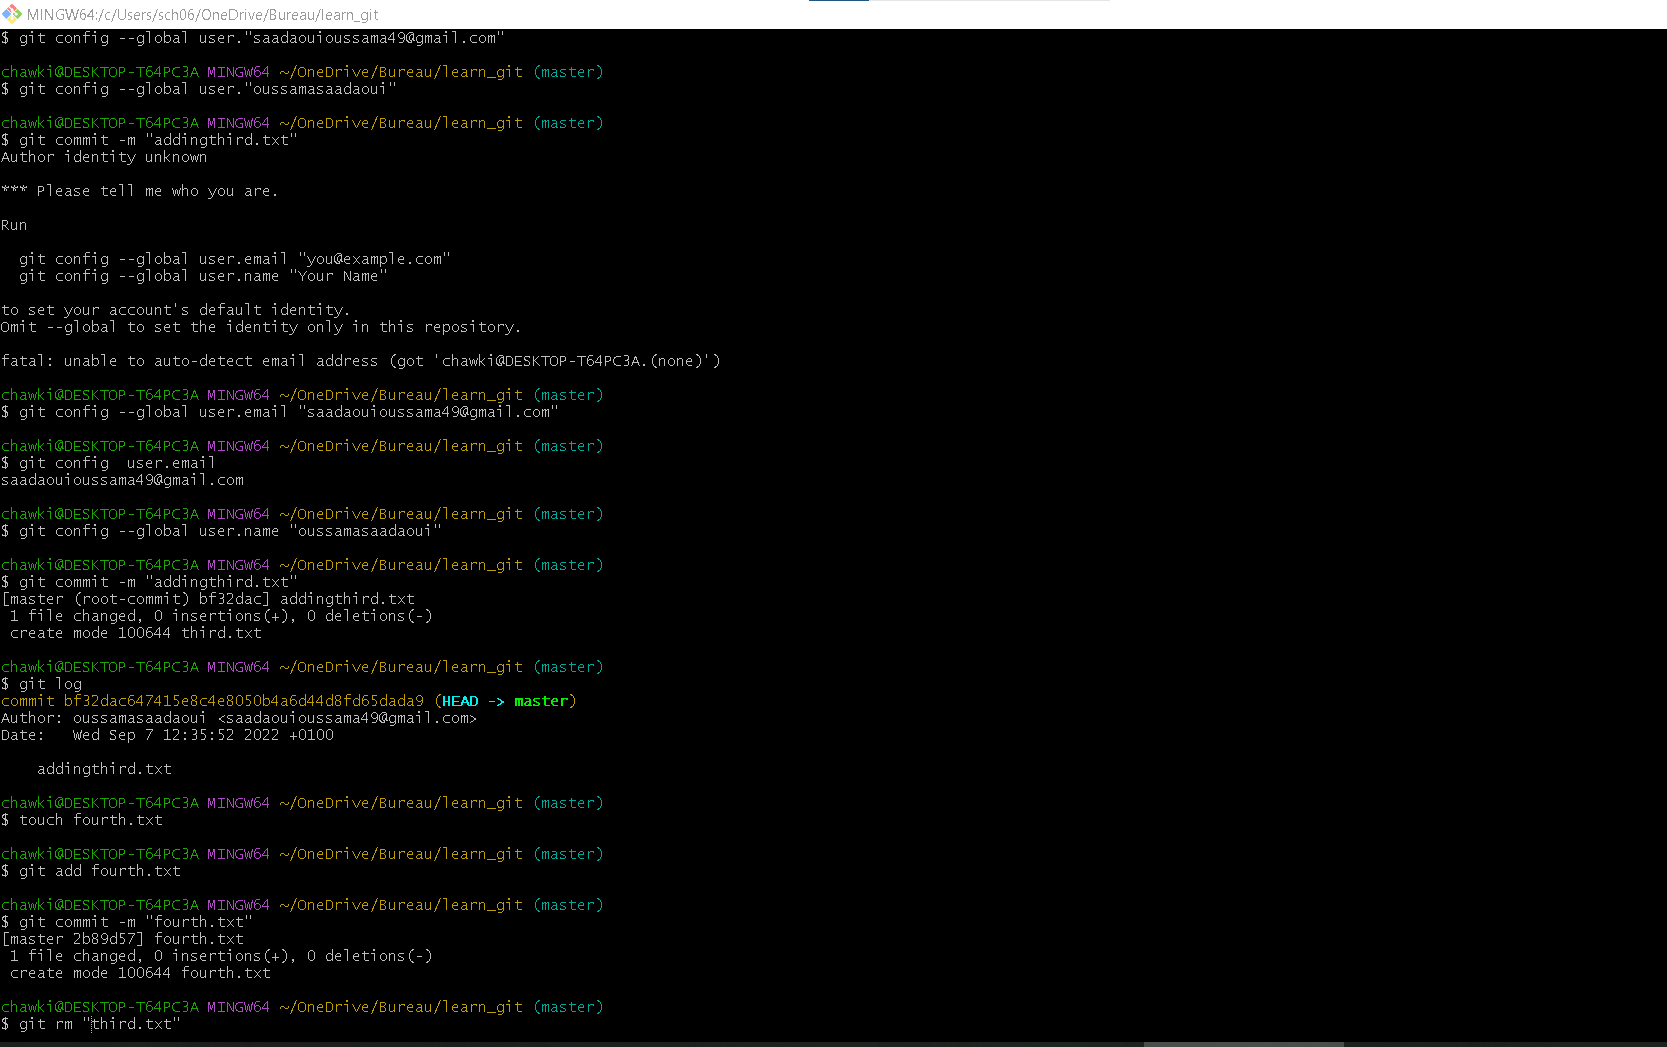 MINGW64:/c/Users/sch06/OneDrive/Bureau/learn_git
$ git config --global user."saadaouioussama49@gmail.com"
chawki@DESKTOP-T64PC3A MINGW64 ~/OneDrive/Bureau/learn_git (master)
$ git config --global user."oussamasaadaoui"
chawki@DESKTOP-T64PC3A MINGW64 ~/OneDrive/Bureau/learn_git (master)
$ git commit -m "addingthird.txt"
Author identity unknown
*** Please tell me who you are.
Run
git config --global user.email "you@example.com"
git config --global user.name "Your Name"
to set your account's default identity.
Omit --global to set the identity only in this repository.
fatal: unable to auto-detect email address (got 'chawki@DESKTOP-T64PC3A.(none)')
chawki@DESKTOP-T64PC3A MINGW64 ~/OneDrive/Bureau/learn_git (master)
$ git config --global user.email "saadaouioussama49@gmail.com"
chawki@DESKTOP-T64PC3A MINGW64 ~/OneDrive/Bureau/learn_git (master)
$ git config  user.email
saadaouioussama49@gmail.com
chawki@DESKTOP-T64PC3A MINGW64 ~/OneDrive/Bureau/learn_git (master)
$ git config --global user.name "oussamasaadaoui"
chawki@DESKTOP-T64PC3A MINGW64 ~/OneDrive/Bureau/learn_git (master)
$ git commit -m "addingthird.txt"
[master (root-commit) bf32dac] addingthird.txt
1 file changed, 0 insertions(+), 0 deletions(-)
create mode 100644 third.txt
chawki@DESKTOP-T64PC3A MINGW64 ~/OneDrive/Bureau/learn_git (master)
$ git log
commit bf32dac647415e8c4e8050b4a6d44d8fd65dada9 (HEAD -> master)
Author: oussamasaadaoui <saadaouioussama49@gmail.com>
Date:   Wed Sep 7 12:35:52 2022 +0100
addingthird.txt
chawki@DESKTOP-T64PC3A MINGW64 ~/OneDrive/Bureau/learn_git (master)
$ touch fourth.txt
chawki@DESKTOP-T64PC3A MINGW64 ~/OneDrive/Bureau/learn_git (master)
$ git add fourth.txt
chawki@DESKTOP-T64PC3A MINGW64 ~/OneDrive/Bureau/learn_git (master)
$ git commit -m "fourth.txt"
[master 2b89d57] fourth.txt
1 file changed, 0 insertions(+), 0 deletions(-)
create mode 100644 fourth.txt
chawki@DESKTOP-T64PC3A MINGW64 ~/OneDrive/Bureau/learn_git (master)
$ git rm "third.txt"